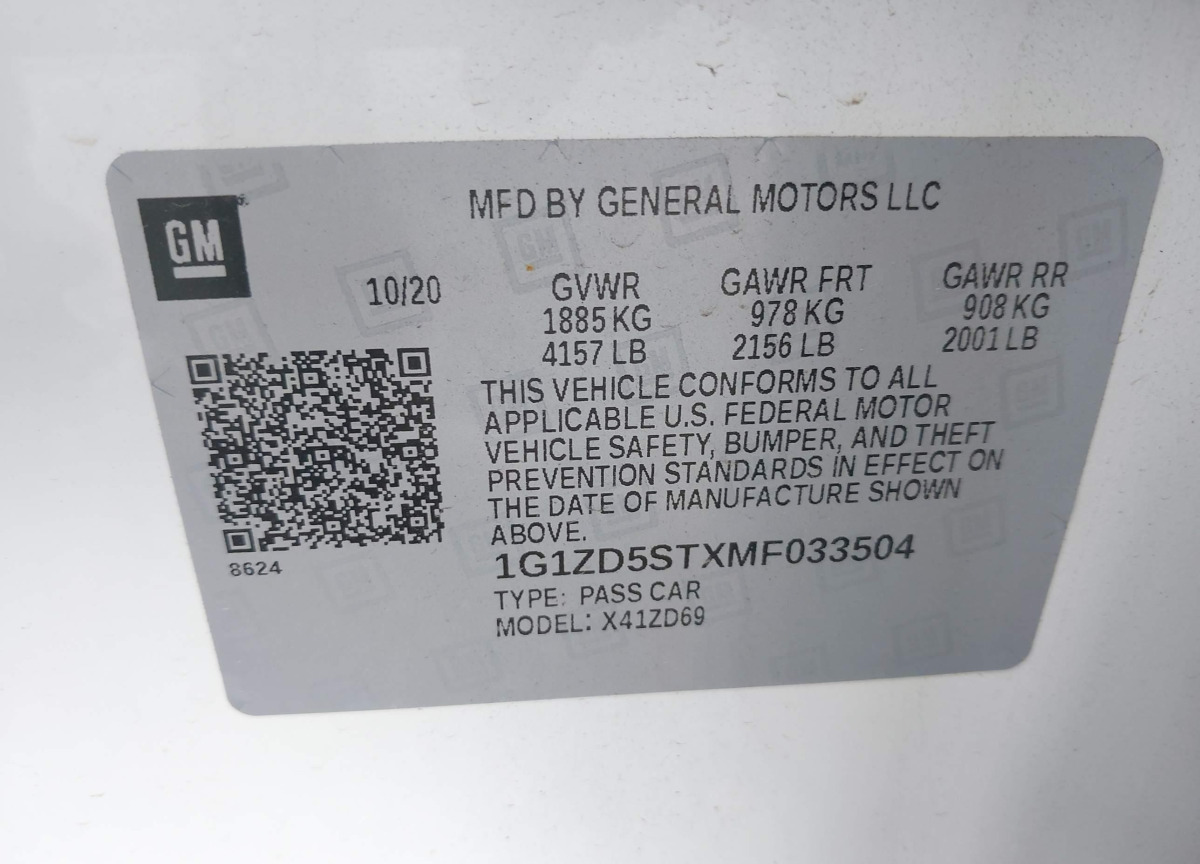 GM
MFD BY GENERAL MOTORS LLC
10/20 GVWR GAWR FRT GAWR RR
1885 KG 978 KG 908 KG
4157 LB 2156 LB 2001 LB
THIS VEHICLE CONFORMS TO ALL
APPLICABLE U.S. FEDERAL MOTOR
VEHICLE SAFETY, BUMPER, AND THEFT
PREVENTION STANDARDS IN EFFECT ON
THE DATE OF MANUFACTURE SHOWN
ABOVE.
8624
1G1ZD5STXMF033504
TYPE: PASS CAR
MODEL: X41ZD69